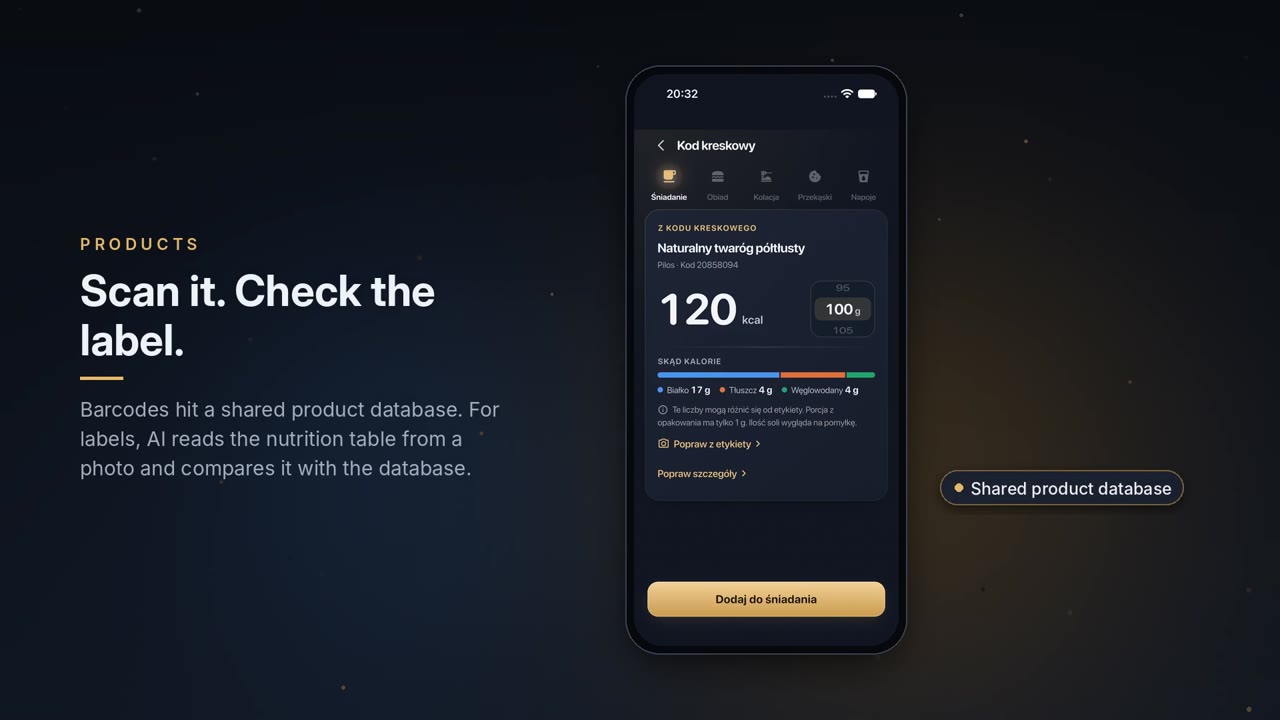 PRODUCTS
Scan it. Check the
label.
Barcodes hit a shared product database. For
labels, AI reads the nutrition table from a
photo and compares it with the database.
20:32
Kod kreskowy
Śniadanie Obiad Kolacja Przekąski Napoje
Z KODU KRESKOWEGO
Naturalny twaróg półtłusty
Pilos · Kod 20858094
95
120 kcal 100 g
105
SKĄD KALORIE
Białko 17 g Tłuszcz 4 g Węglowodany 4 g
Te liczby mogą różnić się od etykiety. Porcja z
opakowania ma tylko 1 g. Ilość soli wygląda na pomyłkę.
Popraw z etykiety
Popraw szczegóły
Dodaj do śniadania
Shared product database